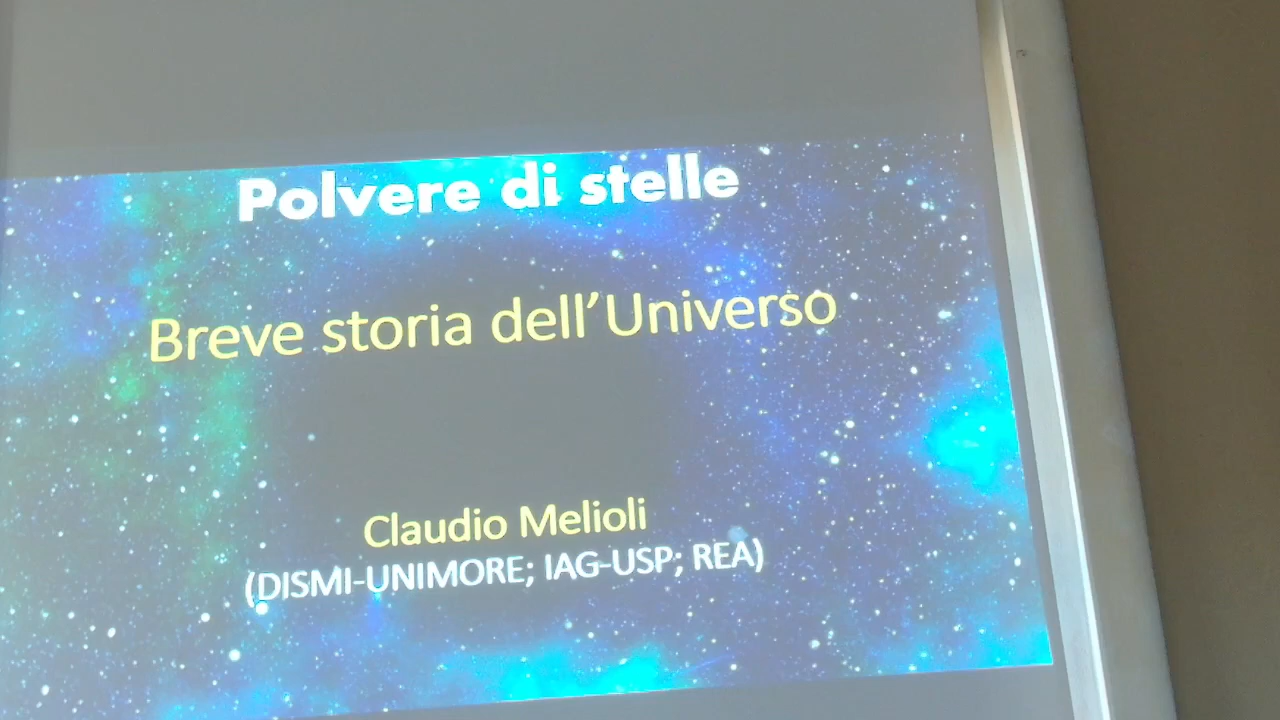 Polvere di stelle
Breve storia dell’Universo
Claudio Melioli
(DISMI-UNIMORE; IAG-USP; REA)